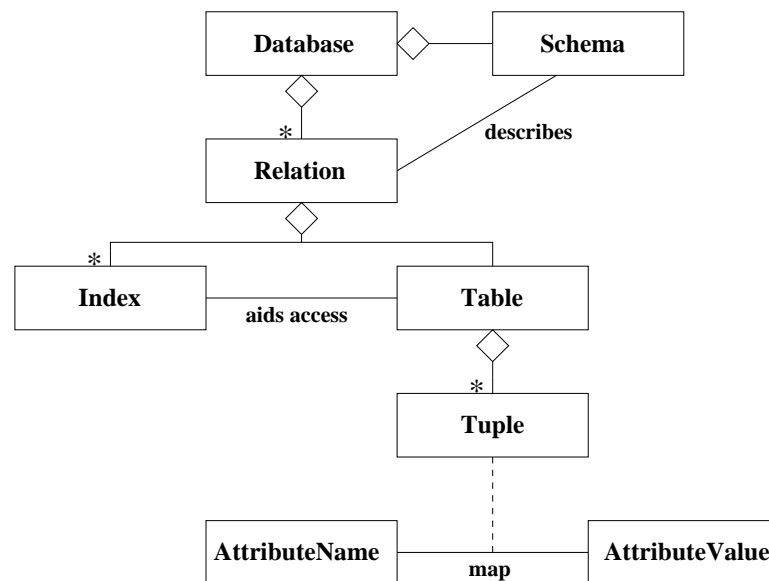 Database
Schema
*
describes
Relation
*
Index
aids access
Table
*
Tuple
AttributeName
map
AttributeValue